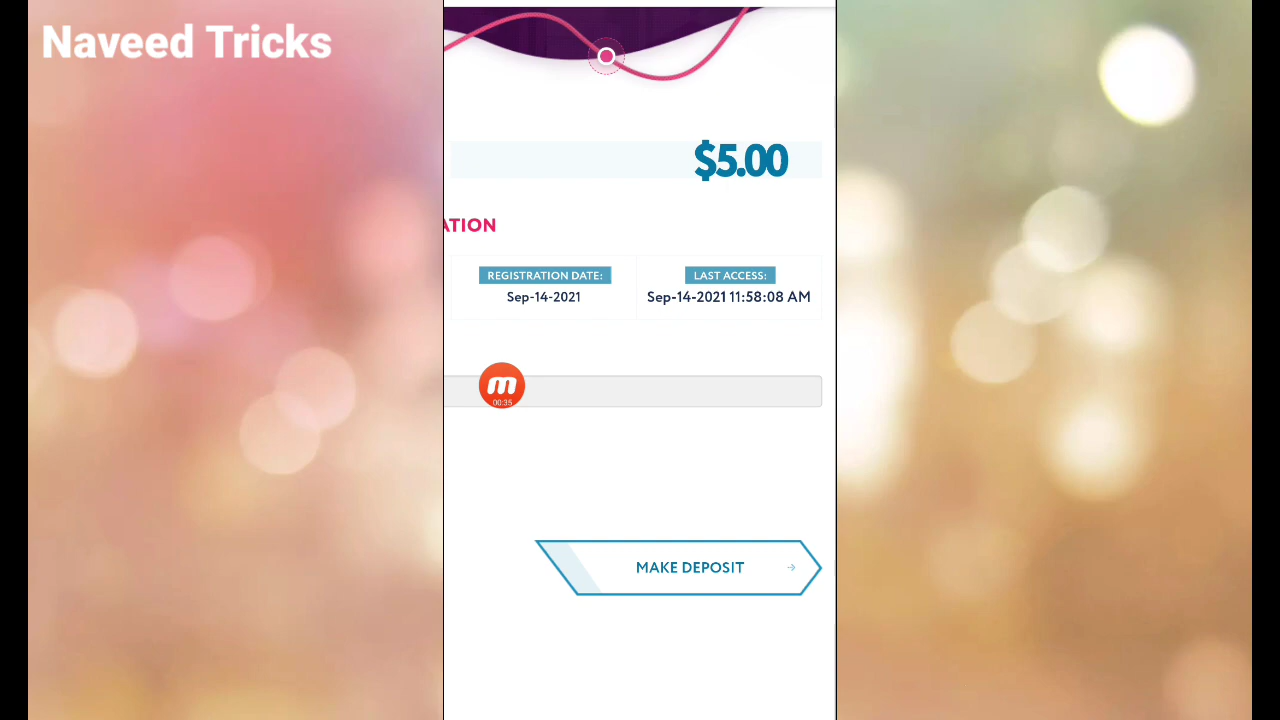 Naveed Tricks
$5.00
ATION
REGISTRATION DATE:
LAST ACCESS:
Sep-14-2021
Sep-14-2021 11:58:08 AM
m
00:35
MAKE DEPOSIT